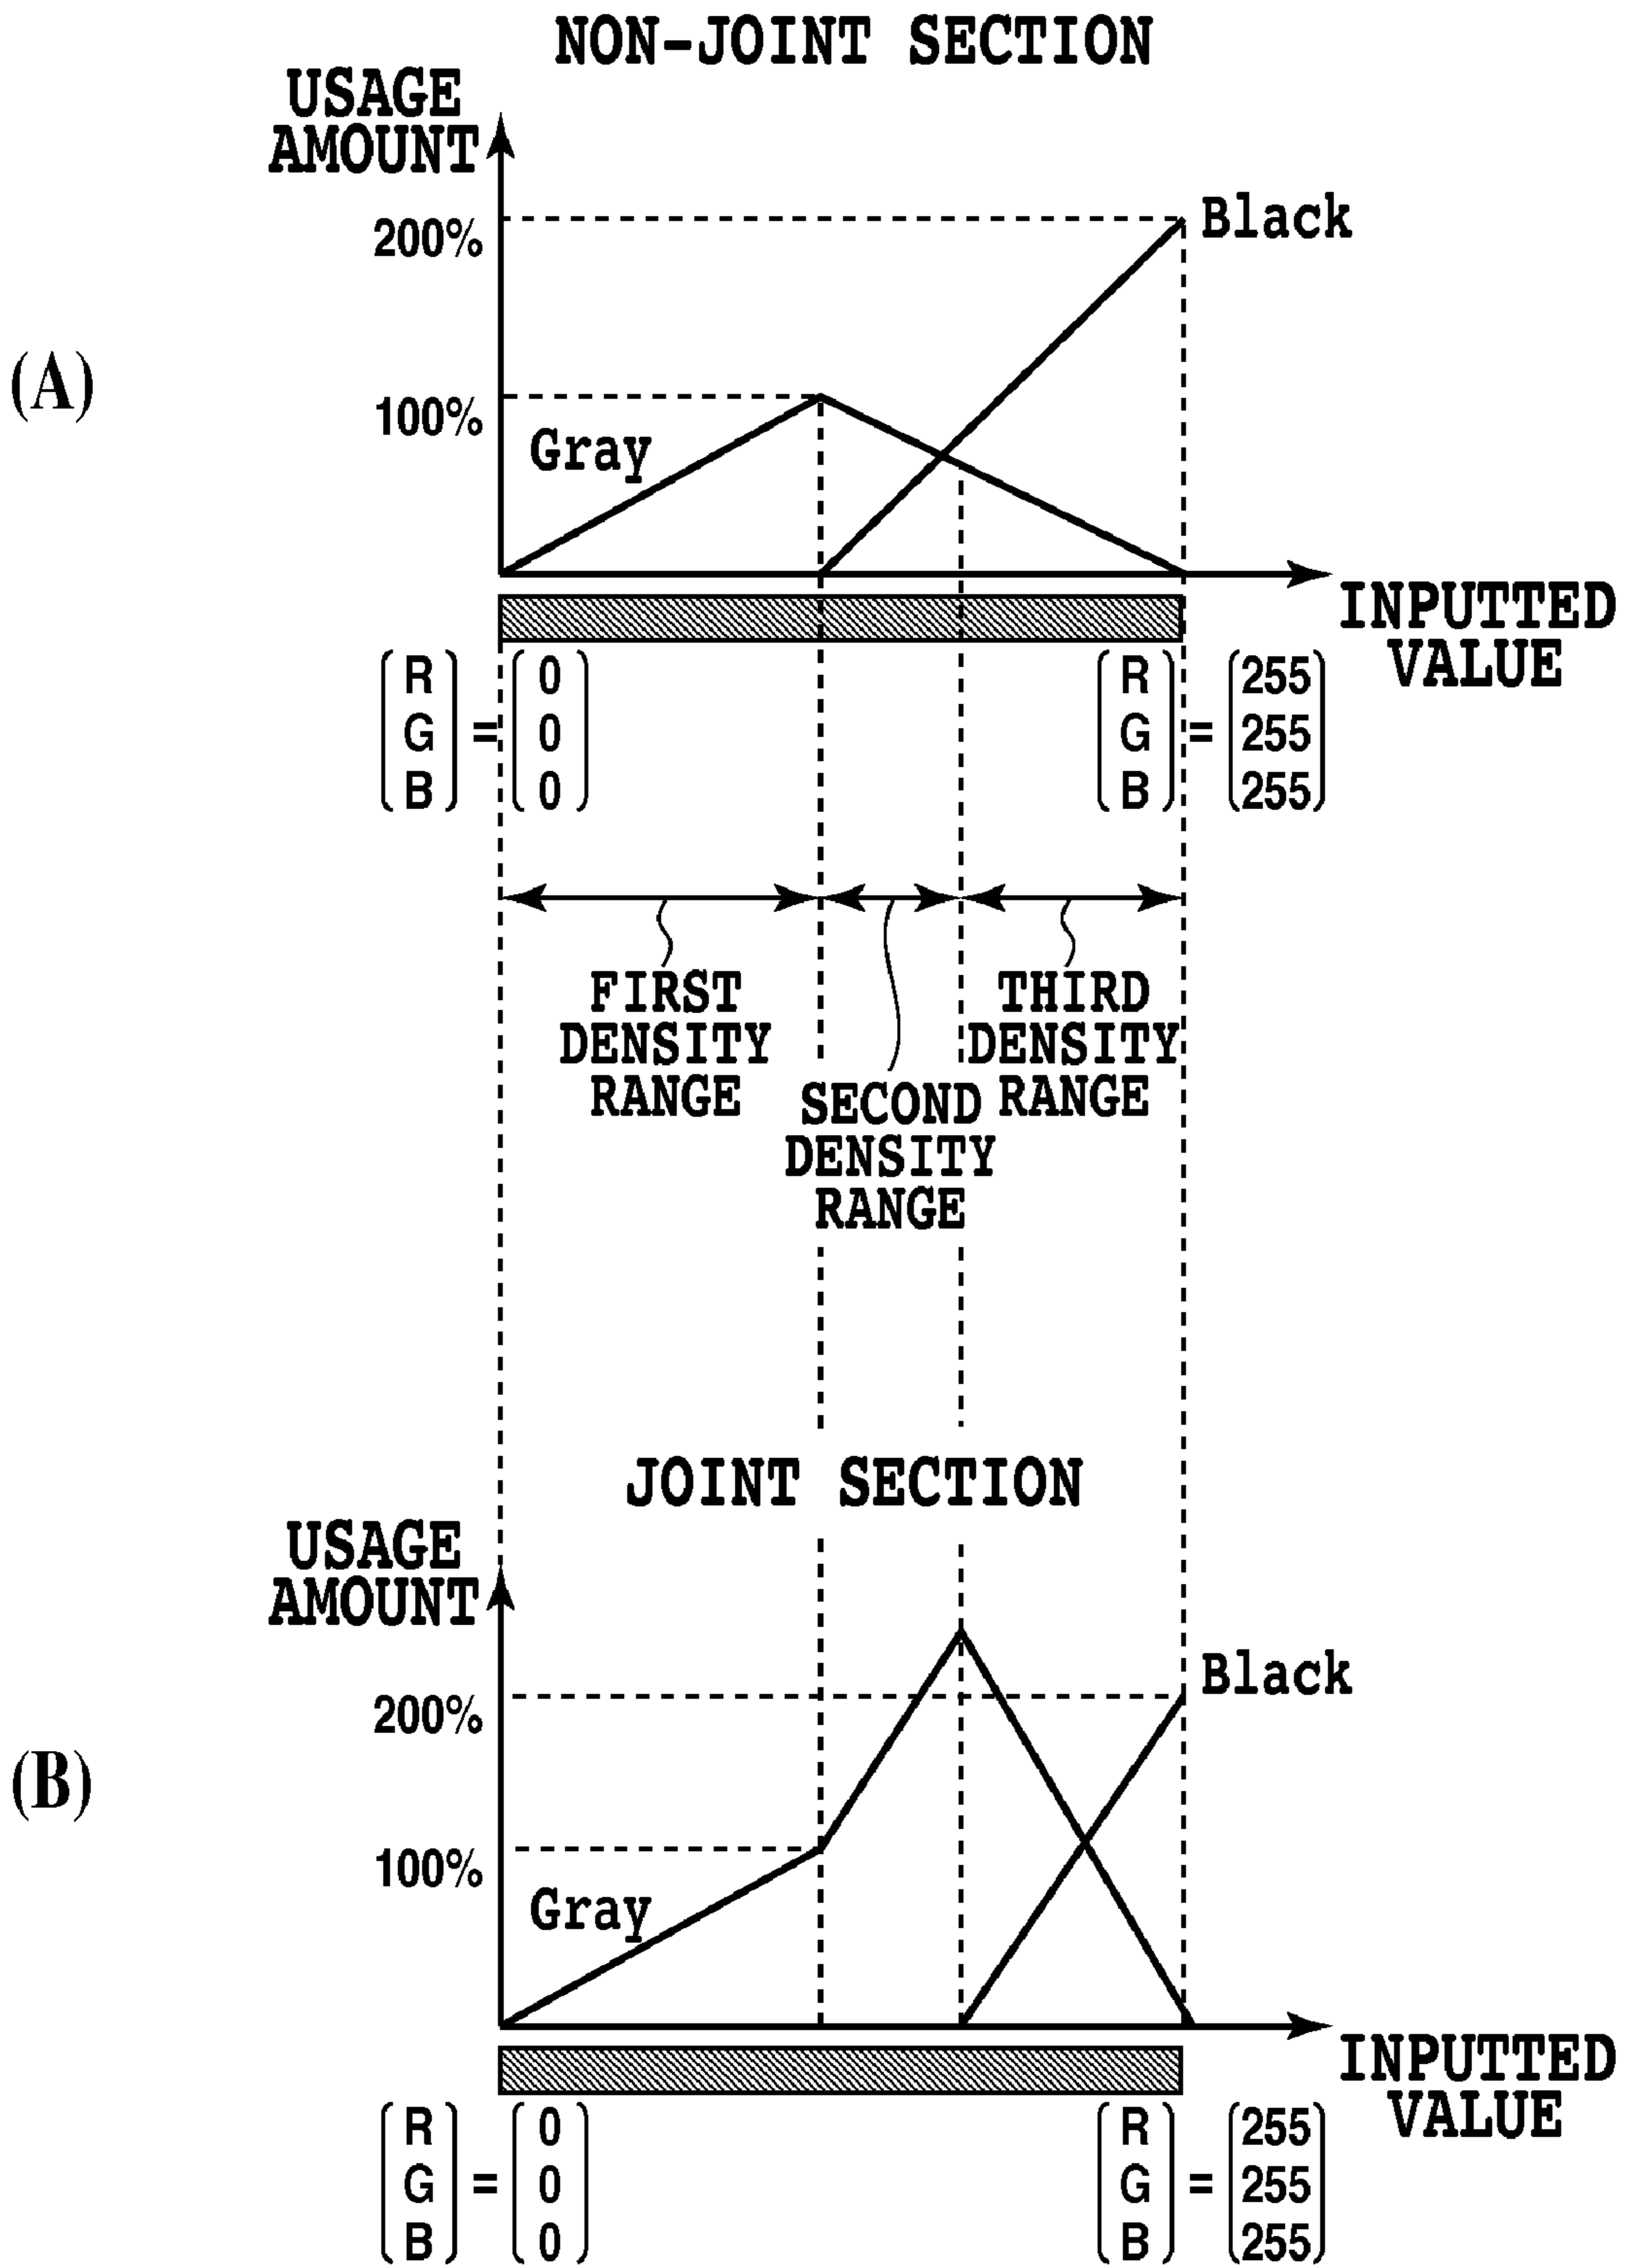 NON-JOINT SECTION
USAGE
AMOUNT
200%
Black
(A)
100%
Gray
INPUTTED
VALUE
R
G
B
=
0
0
0
R
G
B
=
255
255
255
FIRST
DENSITY
RANGE
SECOND
DENSITY
RANGE
THIRD
DENSITY
RANGE
JOINT SECTION
USAGE
AMOUNT
Black
200%
(B)
100%
Gray
INPUTTED
VALUE
R
G
B
=
0
0
0
R
G
B
=
255
255
255